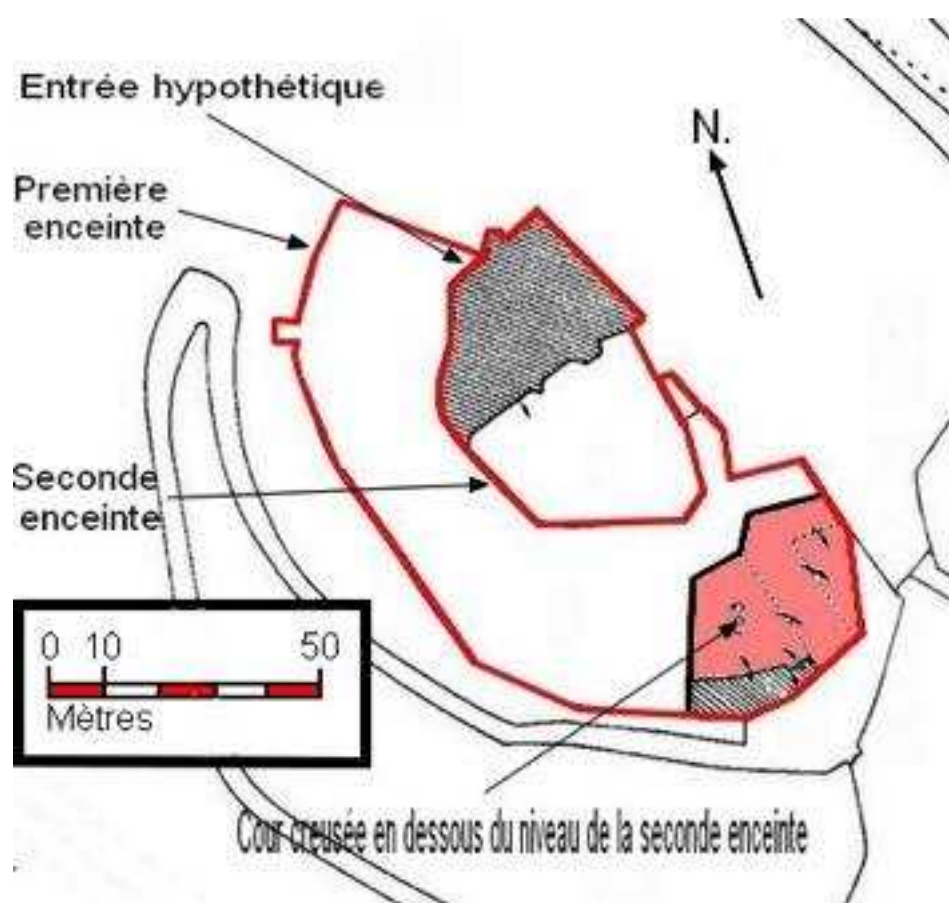 Entrée hypothétique
N.
Première
enceinte
Seconde
enceinte
0 10 50
Mètres
Cour creusée en dessous du niveau de la seconde enceinte